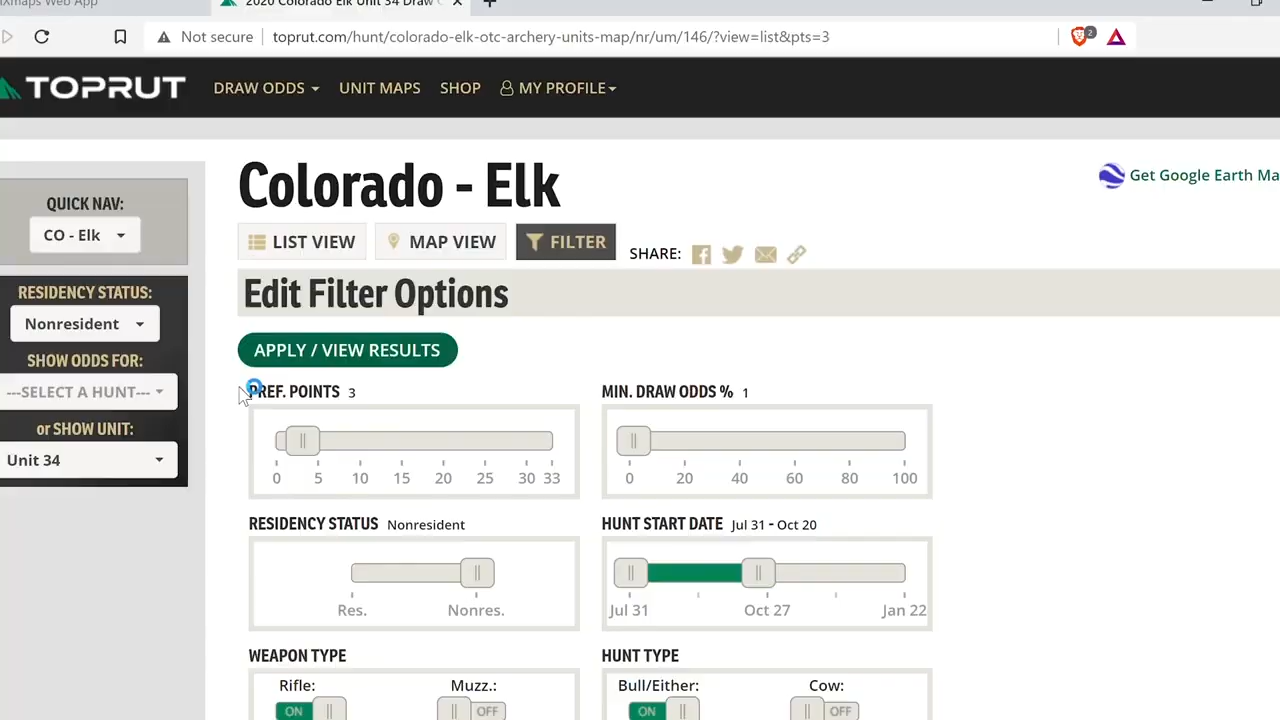 Maps Web App
2020 Colorado Elk Unit 34 Draw
Not secure
toprut.com/hunt/colorado-elk-otc-archery-units-map/nr/um/146/?view=list&pts=3
2
TOPRUT
DRAW ODDS
UNIT MAPS
SHOP
MY PROFILE
Colorado - Elk
Get Google Earth Ma
QUICK NAV:
CO - Elk
LIST VIEW
MAP VIEW
FILTER
SHARE:
RESIDENCY STATUS:
Nonresident
SHOW ODDS FOR:
---SELECT A HUNT---
or SHOW UNIT:
Unit 34
Edit Filter Options
APPLY / VIEW RESULTS
PREF. POINTS 3
0 5 10 15 20 25 30 33
MIN. DRAW ODDS % 1
0 20 40 60 80 100
RESIDENCY STATUS Nonresident
Res. Nonres.
HUNT START DATE Jul 31 - Oct 20
Jul 31 Oct 27 Jan 22
WEAPON TYPE
Rifle: Muzz.:
ON OFF
HUNT TYPE
Bull/Either: Cow:
ON OFF